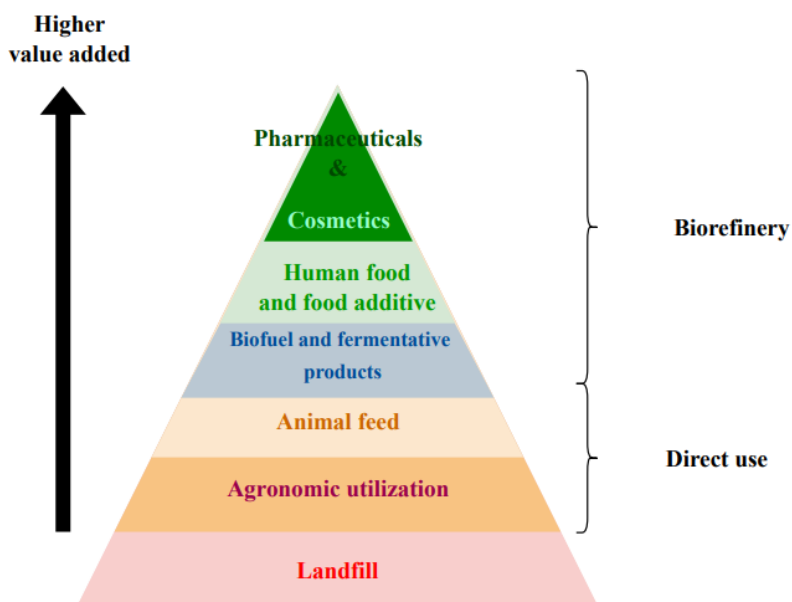 Higher
value added
Pharmaceuticals
&
Cosmetics
Human food
and food additive
Biofuel and fermentative
products
Animal feed
Agronomic utilization
Landfill
Biorefinery
Direct use